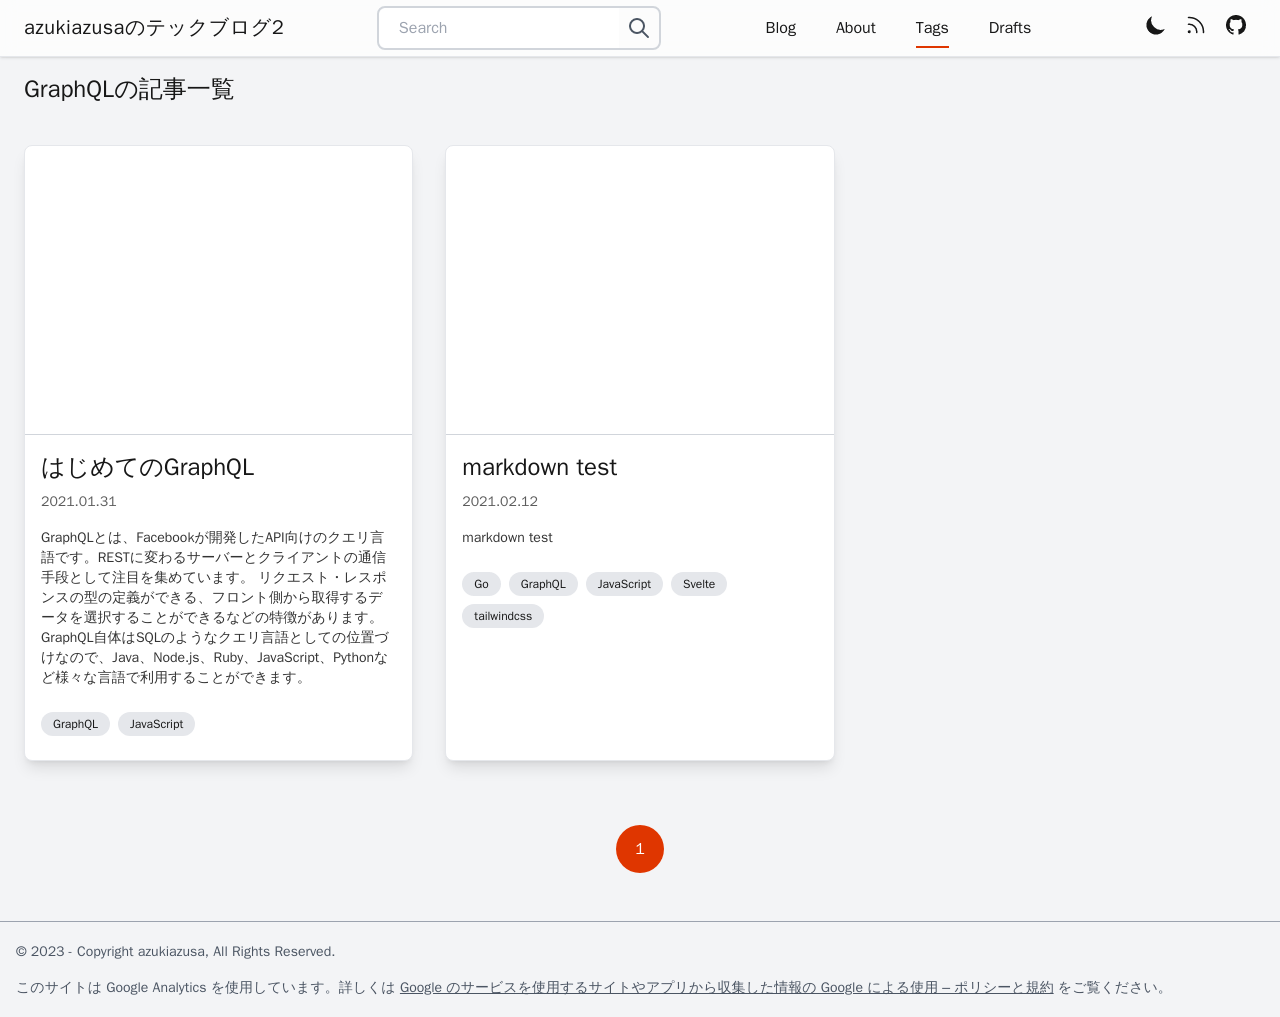 azukiazusaのテックブログ2
Search
Blog
About
Tags
Drafts
GraphQLの記事一覧
はじめてのGraphQL
2021.01.31
GraphQLとは、Facebookが開発したAPI向けのクエリ言
語です。RESTに変わるサーバーとクライアントの通信
手段として注目を集めています。 リクエスト・レスポ
ンスの型の定義ができる、フロント側から取得するデ
ータを選択することができるなどの特徴があります。
GraphQL自体はSQLのようなクエリ言語としての位置づ
けなので、Java、Node.js、Ruby、JavaScript、Pythonな
ど様々な言語で利用することができます。
GraphQL
JavaScript
markdown test
2021.02.12
markdown test
Go
GraphQL
JavaScript
Svelte
tailwindcss
1
© 2023 - Copyright azukiazusa, All Rights Reserved.
このサイトは Google Analytics を使用しています。詳しくは Google のサービスを使用するサイトやアプリから収集した情報の Google による使用 – ポリシーと規約 をご覧ください。